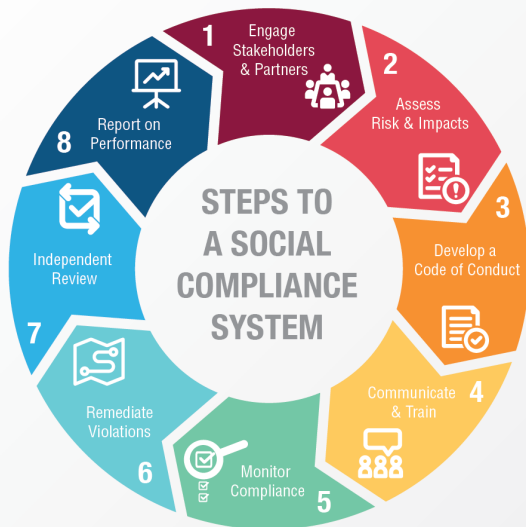 STEPS TO
A SOCIAL
COMPLIANCE
SYSTEM
1
Engage
Stakeholders
& Partners
2
Assess
Risk & Impacts
3
Develop a
Code of Conduct
4
Communicate
& Train
5
Monitor
Compliance
6
Remediate
Violations
7
Independent
Review
8
Report on
Performance